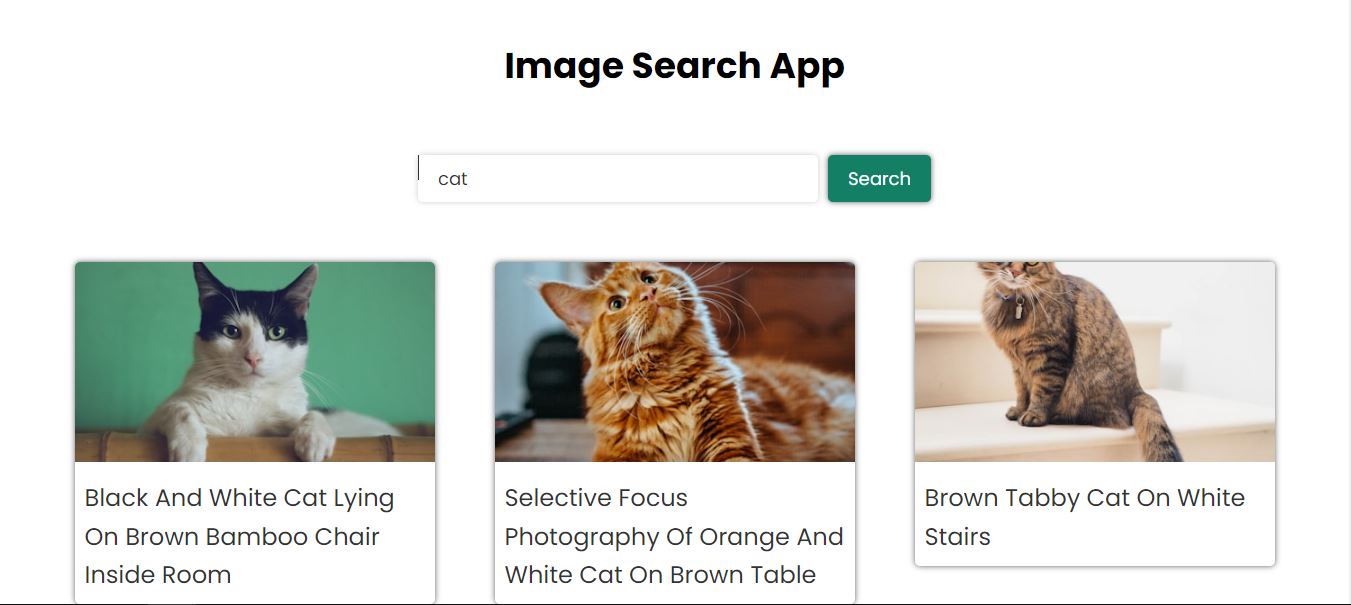 Image Search App
cat
Search
Black And White Cat Lying
On Brown Bamboo Chair
Inside Room
Selective Focus
Photography Of Orange And
White Cat On Brown Table
Brown Tabby Cat On White
Stairs